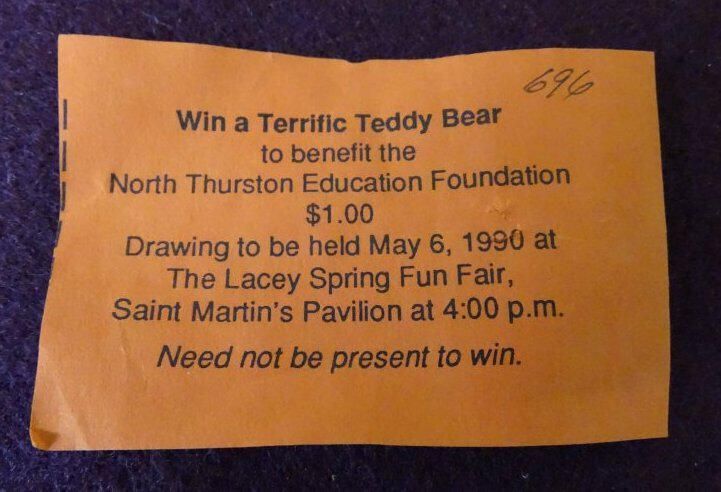 696
Win a Terrific Teddy Bear
to benefit the
North Thurston Education Foundation
$1.00
Drawing to be held May 6, 1990 at
The Lacey Spring Fun Fair,
Saint Martin's Pavilion at 4:00 p.m.
Need not be present to win.